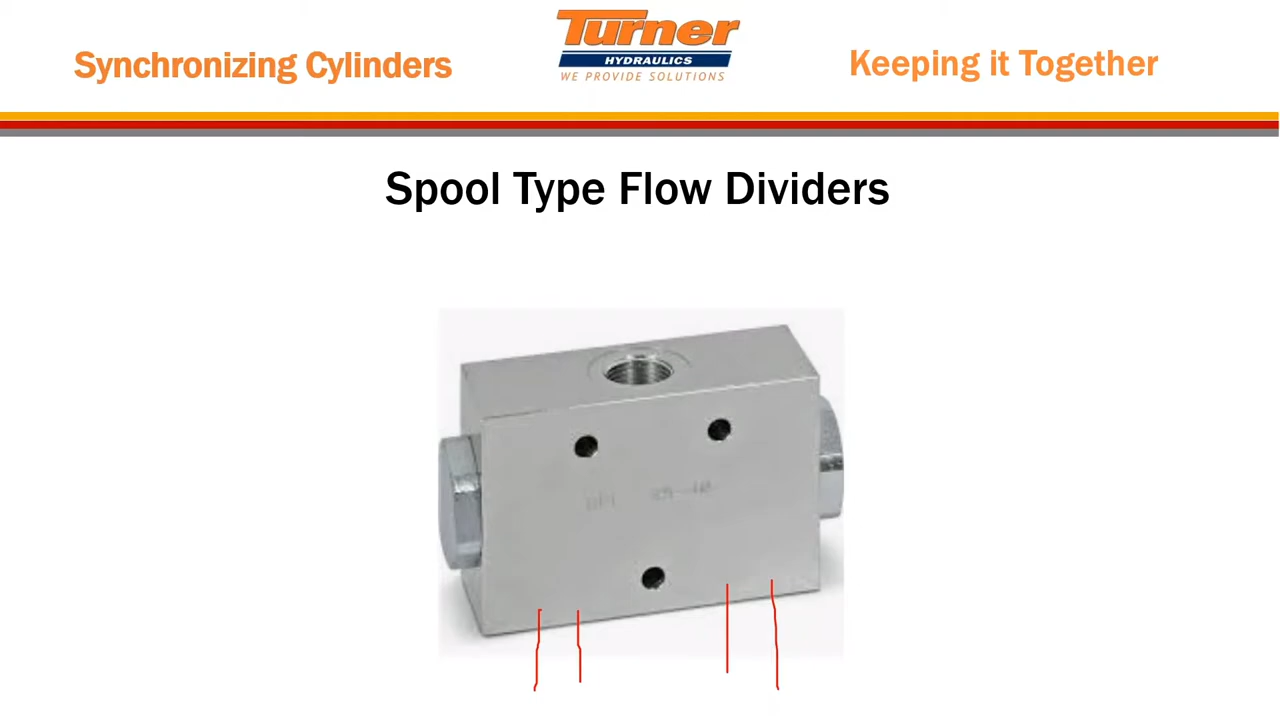 Synchronizing Cylinders
Turner
HYDRAULICS
WE PROVIDE SOLUTIONS
Keeping it Together
Spool Type Flow Dividers